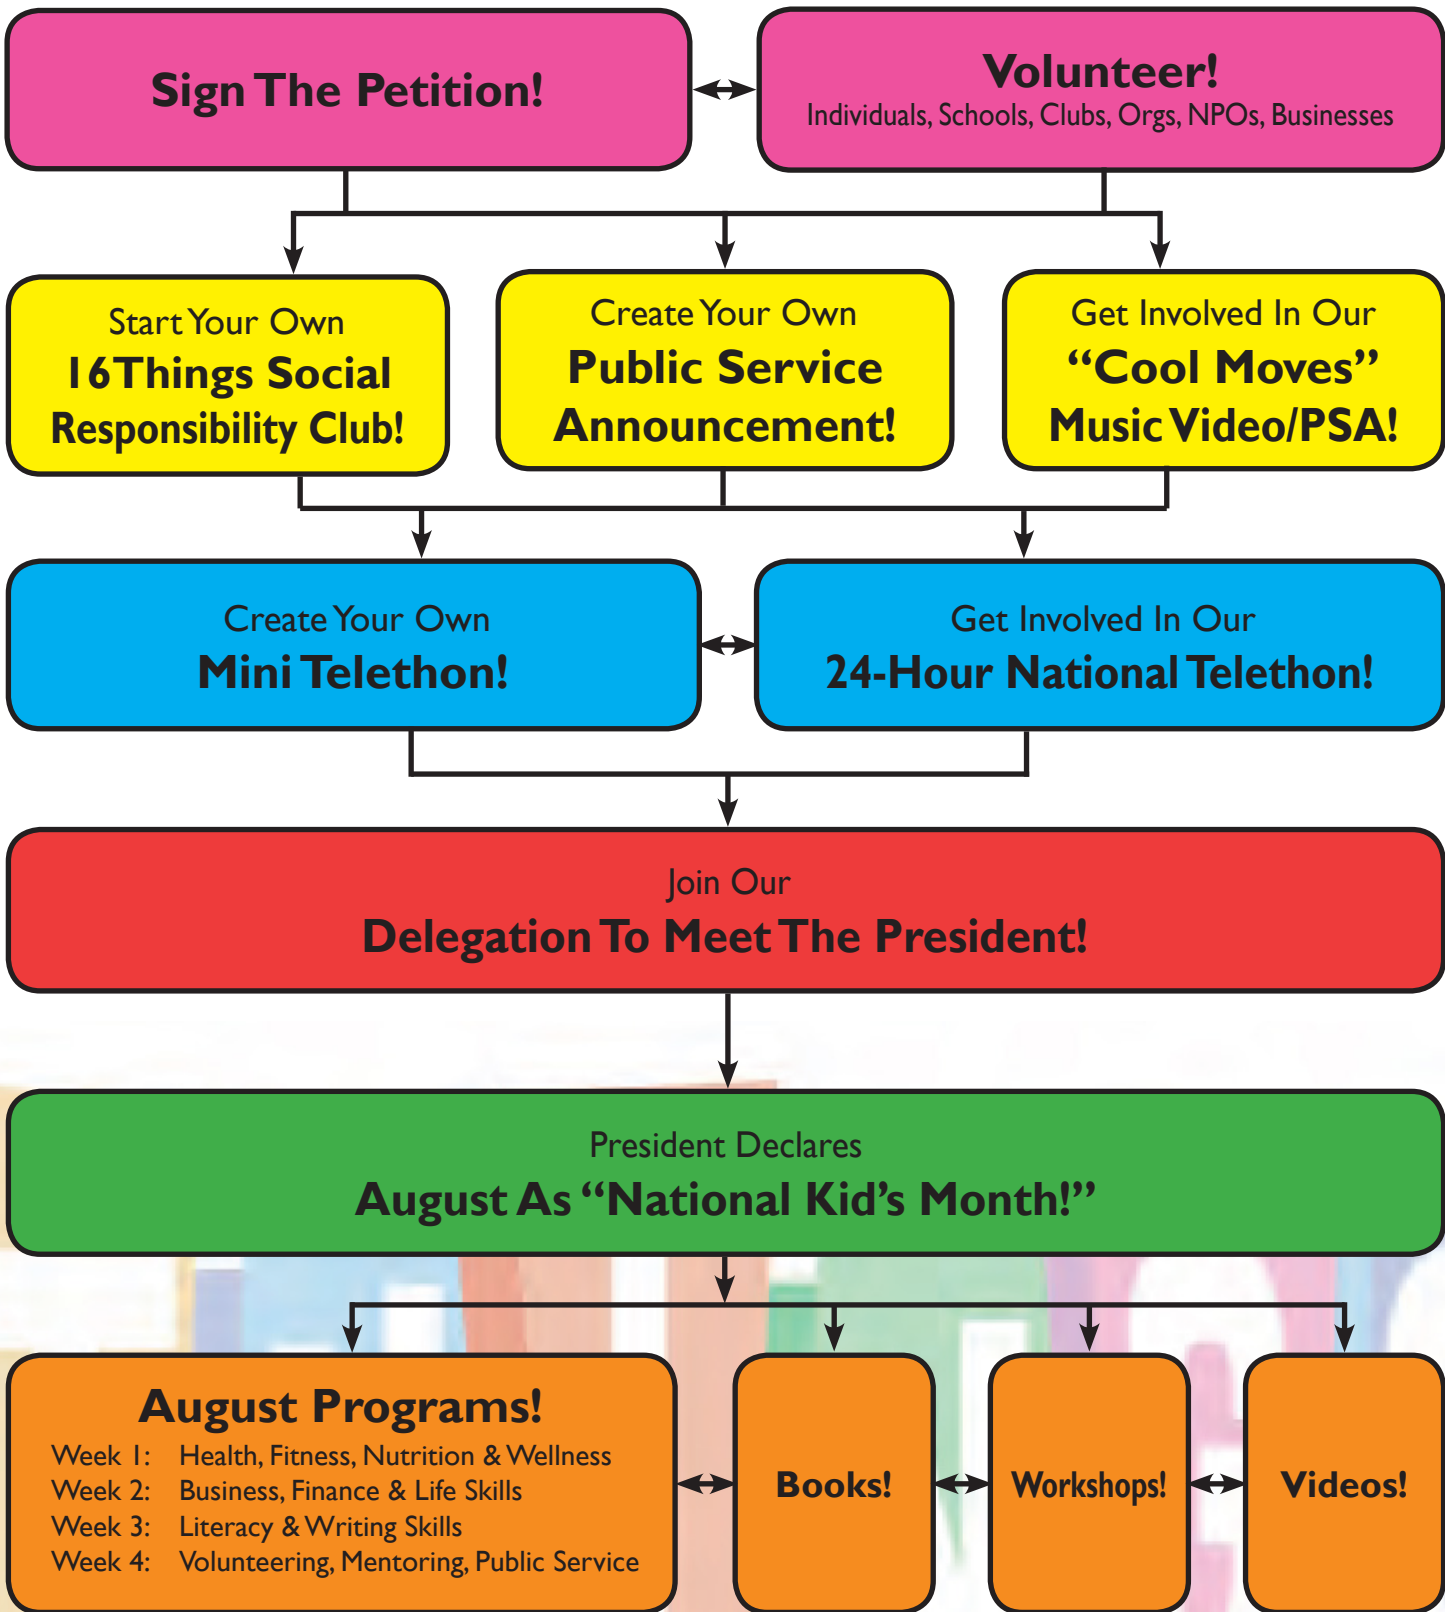 Sign The Petition!
Volunteer!
Individuals, Schools, Clubs, Orgs, NPOs, Businesses
Start Your Own
16 Things Social
Responsibility Club!
Create Your Own
Public Service
Announcement!
Get Involved In Our
“Cool Moves”
Music Video/PSA!
Create Your Own
Mini Telethon!
Get Involved In Our
24-Hour National Telethon!
Join Our
Delegation To Meet The President!
President Declares
August As “National Kid’s Month!”
August Programs!
Week 1: Health, Fitness, Nutrition & Wellness
Week 2: Business, Finance & Life Skills
Week 3: Literacy & Writing Skills
Week 4: Volunteering, Mentoring, Public Service
Books!
Workshops!
Videos!